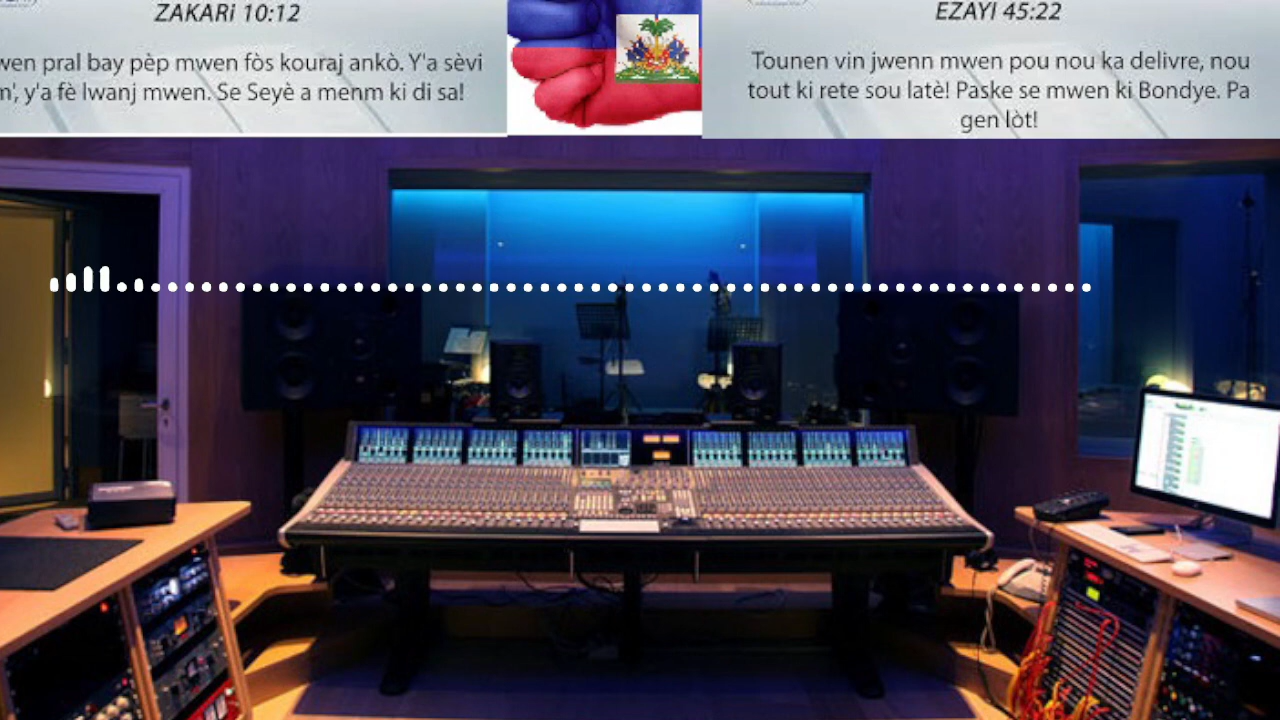 ZAKARi 10:12
wen pral bay pèp mwen fòs kouraj ankò. Y'a sèvi
m', y'a fè lwanj mwen. Se Seyè a menm ki di sa!
EZAYI 45:22
Tounen vin jwenn mwen pou nou ka delivre, nou
tout ki rete sou latè! Paske se mwen ki Bondye. Pa
gen lòt!